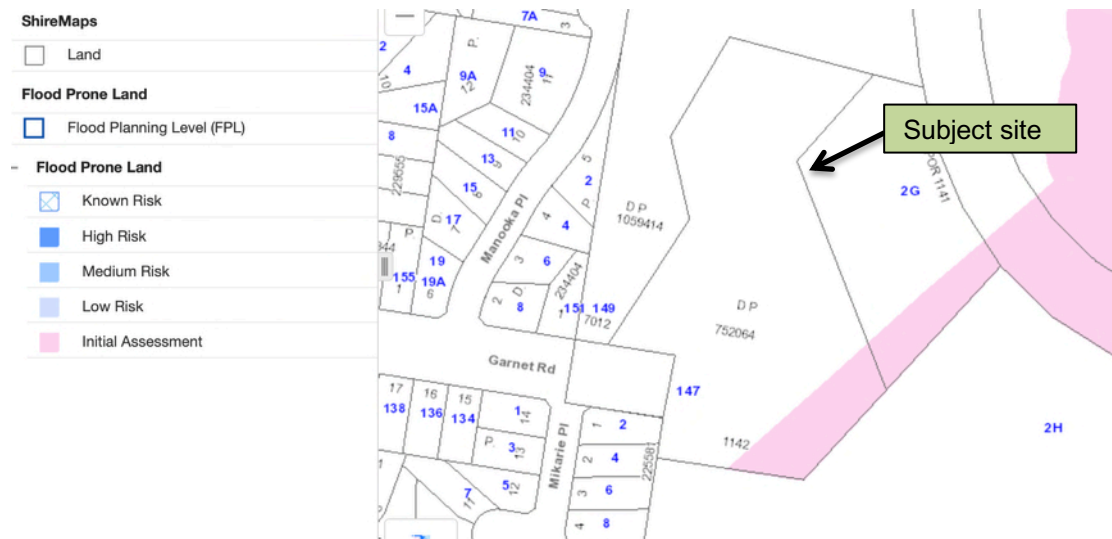 ShireMaps
Land
Flood Prone Land
Flood Planning Level (FPL)
Flood Prone Land
Known Risk
High Risk
Medium Risk
Low Risk
Initial Assessment
Subject site
7A
3
2
4
10
P.
9A
12
9
11
234404
15A
8
11
10
13
9
15
8
229555
D.
17
7
P.
344
155
1
19
19A
6
Manooka Pl
5
2
P
4
4
3
6
D.
2
8
234404
1
151
149
7012
D P
1059414
POR 1141
2G
D P
752064
Garnet Rd
147
17
138
16
136
15
134
1
14
P.
3
13
5
12
7
11
1
Mikarie Pl
1
2
2
4
3
6
4
8
225581
1142
2H